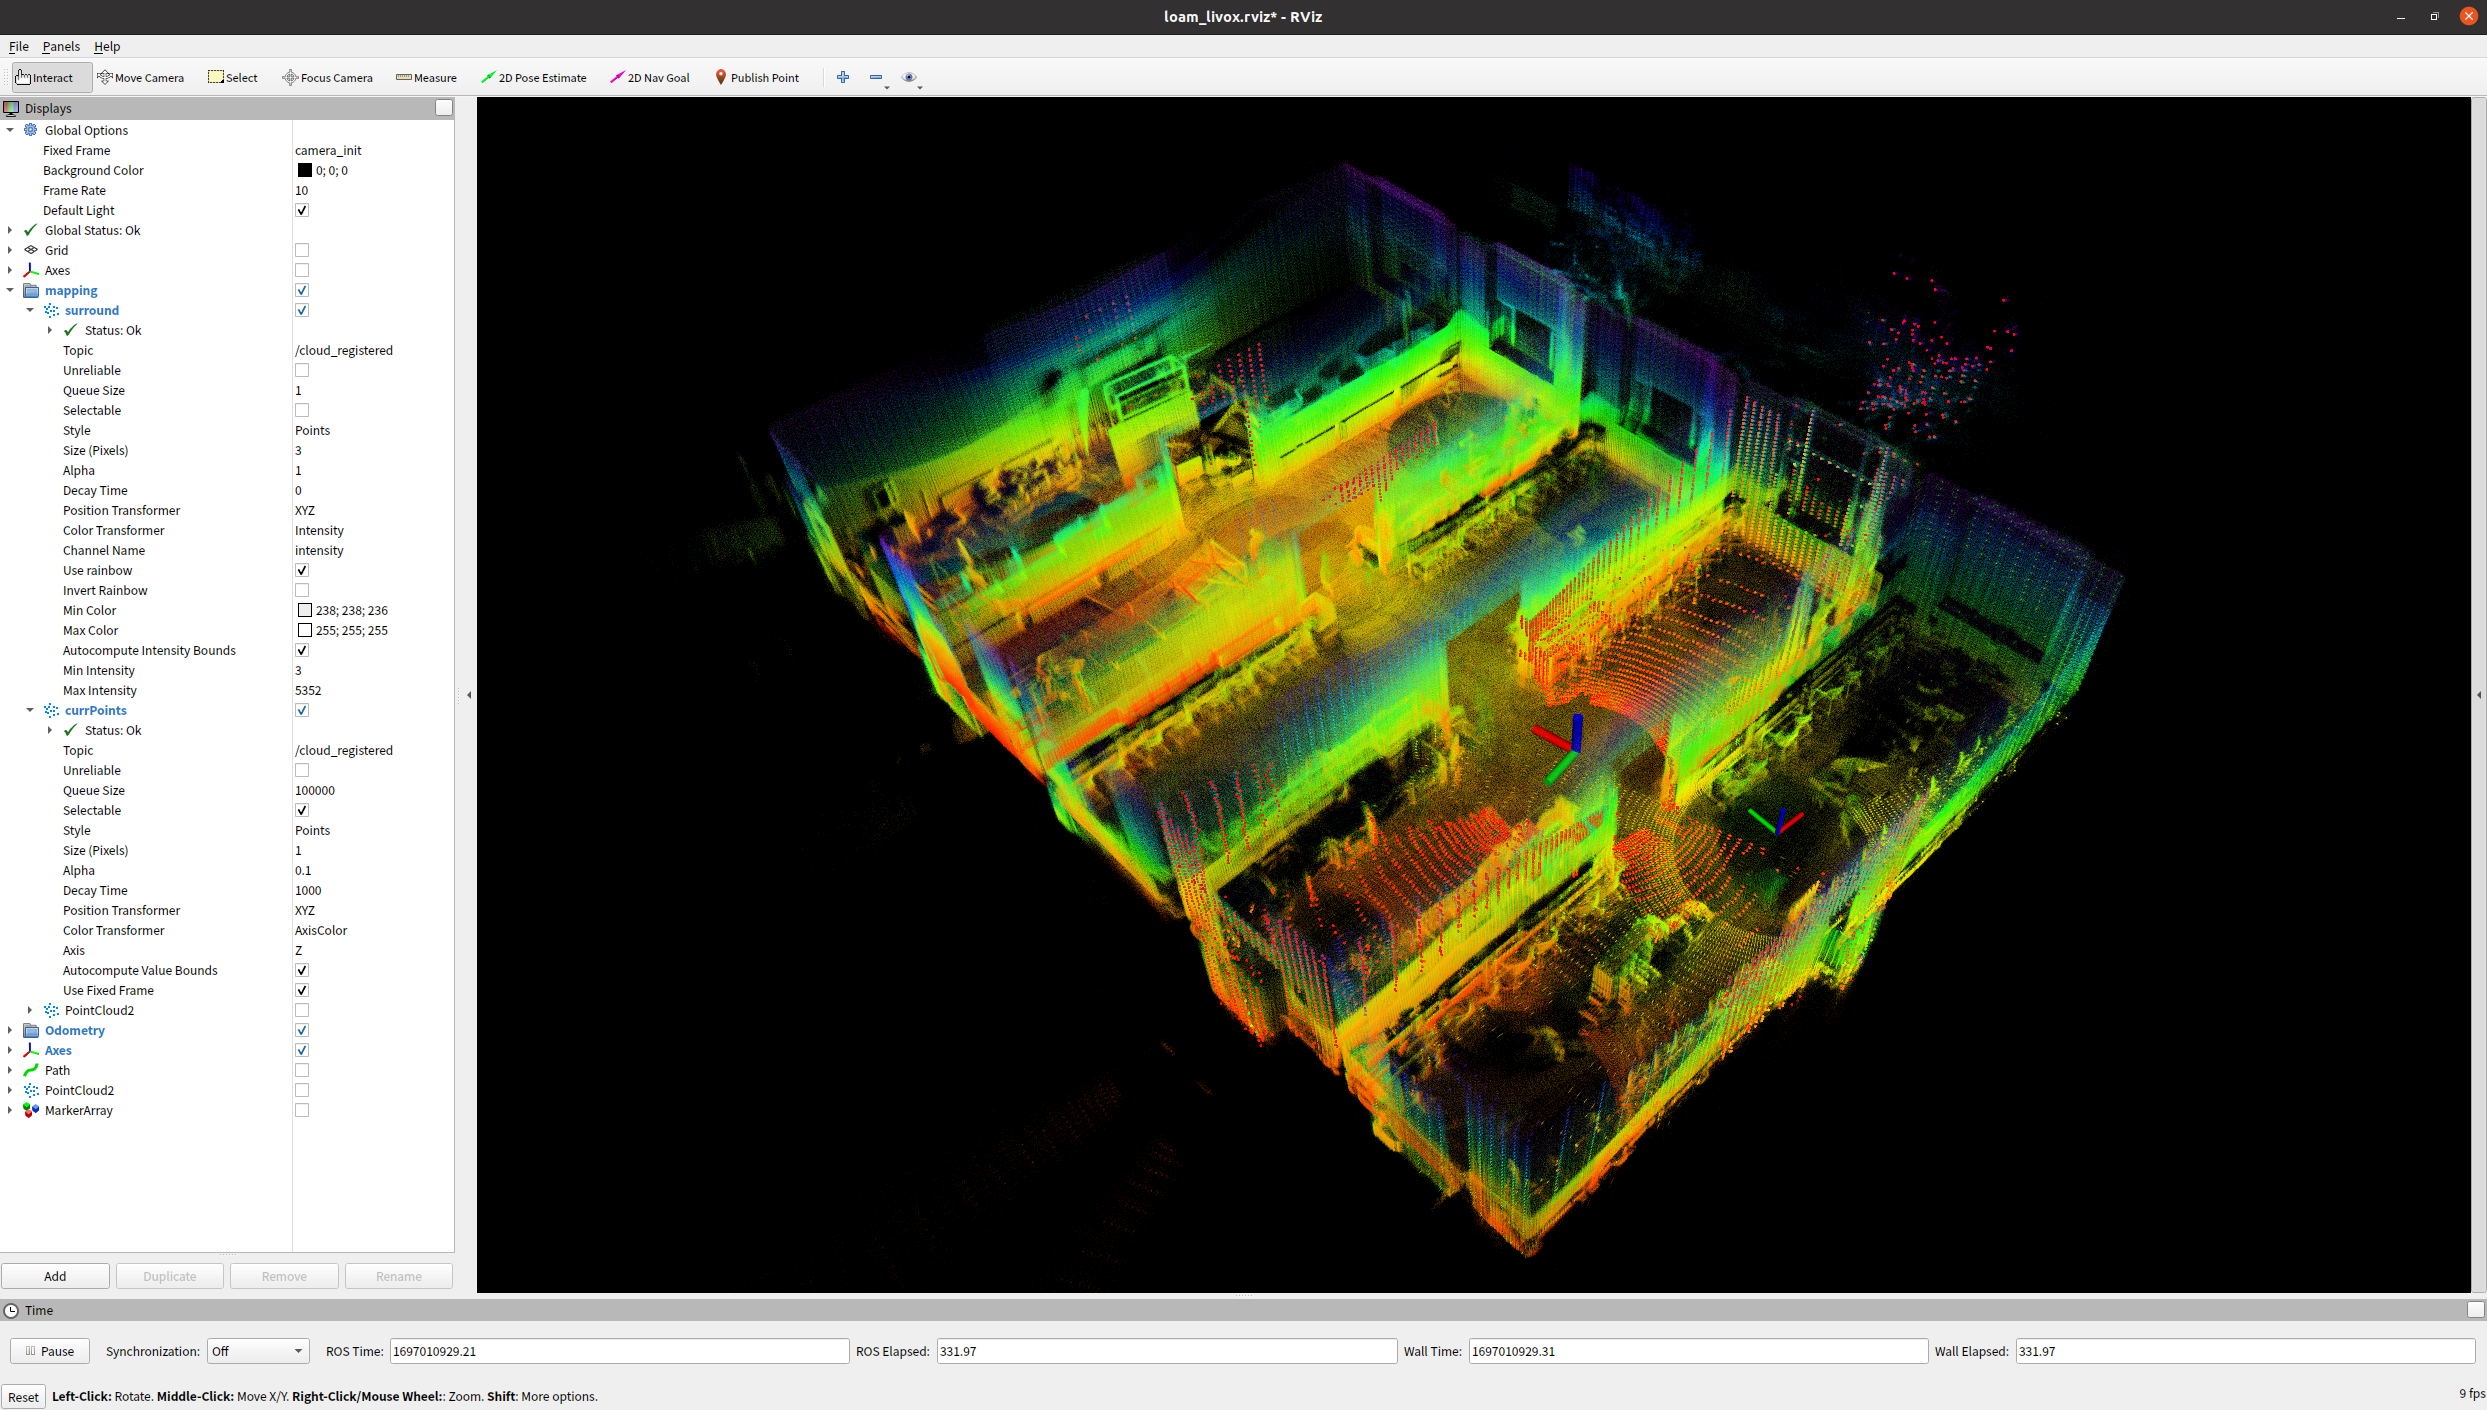 loam_livox.rviz* - RViz
File Panels Help
Interact Move Camera Select Focus Camera Measure 2D Pose Estimate 2D Nav Goal Publish Point
Displays
Global Options
Fixed Frame camera_init
Background Color 0; 0; 0
Frame Rate 10
Default Light
Global Status: Ok
Grid
Axes
mapping
surround
Status: Ok
Topic /cloud_registered
Unreliable
Queue Size 1
Selectable
Style Points
Size (Pixels) 3
Alpha 1
Decay Time 0
Position Transformer XYZ
Color Transformer Intensity
Channel Name intensity
Use rainbow
Invert Rainbow
Min Color 238; 238; 236
Max Color 255; 255; 255
Autocompute Intensity Bounds
Min Intensity 3
Max Intensity 5352
currPoints
Status: Ok
Topic /cloud_registered
Unreliable
Queue Size 100000
Selectable
Style Points
Size (Pixels) 1
Alpha 0.1
Decay Time 1000
Position Transformer XYZ
Color Transformer AxisColor
Axis Z
Autocompute Value Bounds
Use Fixed Frame
PointCloud2
Odometry
Axes
Path
PointCloud2
MarkerArray
Add Duplicate Remove Rename
Time
Pause Synchronization: Off ROS Time: 1697010929.21 ROS Elapsed: 331.97 Wall Time: 1697010929.31 Wall Elapsed: 331.97
Reset Left-Click: Rotate. Middle-Click: Move X/Y. Right-Click/Mouse Wheel:: Zoom. Shift: More options. 9 fps